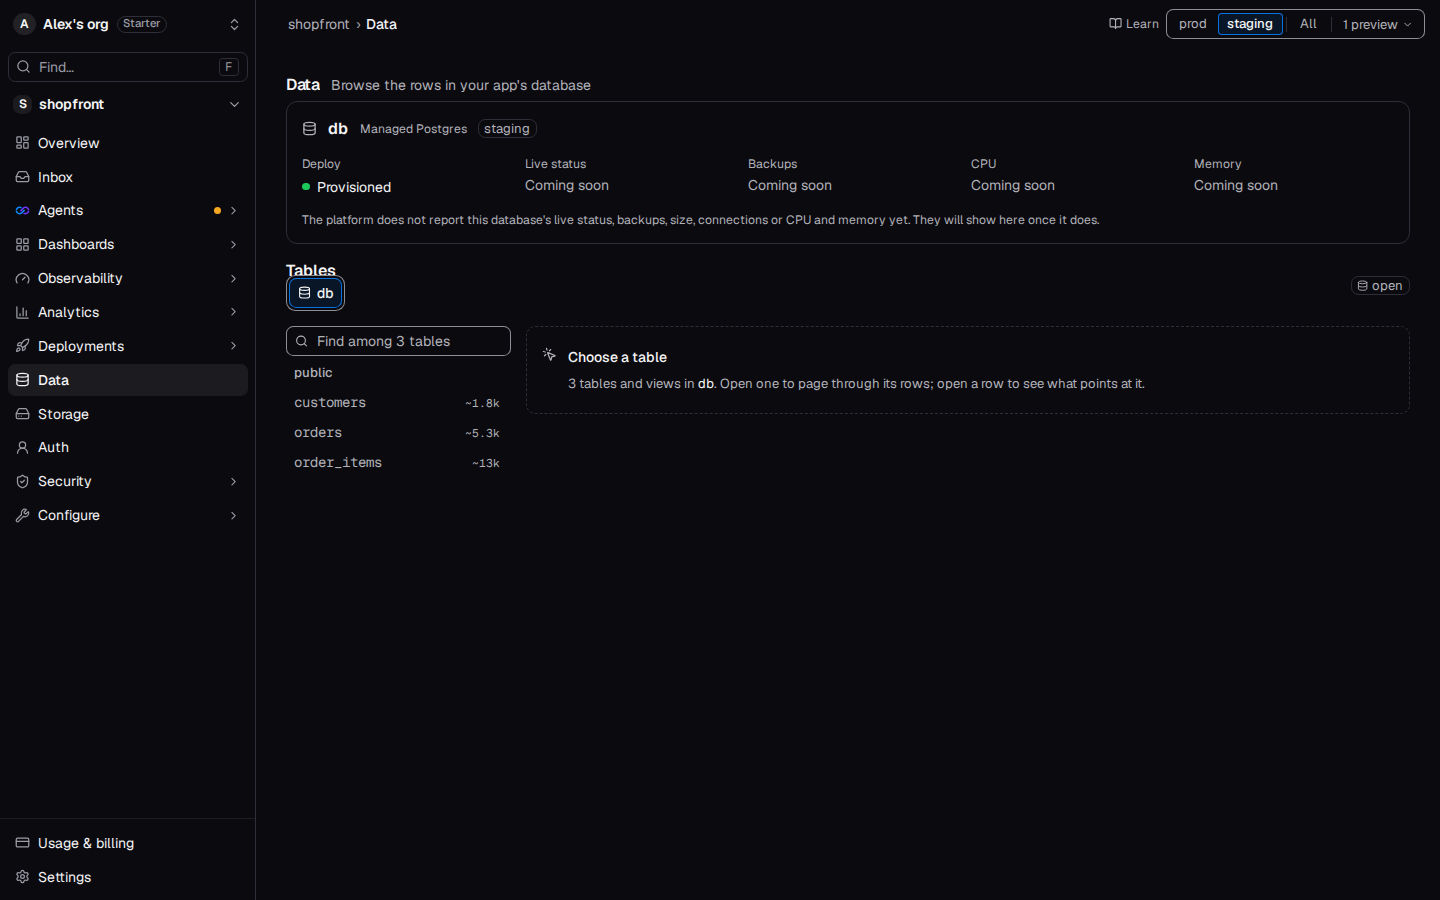 A Alex's org Starter
Find... F
S shopfront
Overview
Inbox
Agents
Dashboards
Observability
Analytics
Deployments
Data
Storage
Auth
Security
Configure
Usage & billing
Settings
shopfront › Data
Learn prod staging All 1 preview
Data Browse the rows in your app's database
db Managed Postgres staging
Deploy Live status Backups CPU Memory
Provisioned Coming soon Coming soon Coming soon Coming soon
The platform does not report this database's live status, backups, size, connections or CPU and memory yet. They will show here once it does.
Tables
db open
Find among 3 tables
public
customers ~1.8k
orders ~5.3k
order_items ~13k
Choose a table
3 tables and views in db. Open one to page through its rows; open a row to see what points at it.